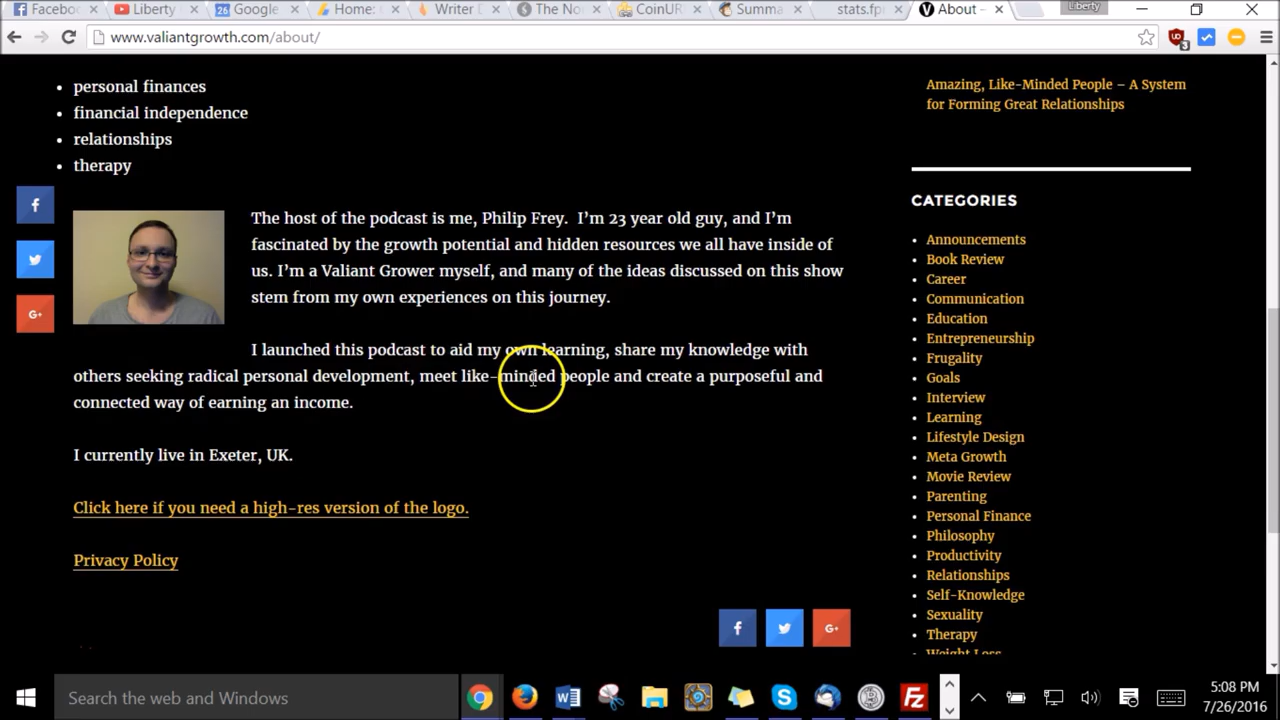 Facebo
Liberty
Google
Home:
Writer D
The No
CoinUR
Summa
stats.fp
About –
Liberty
www.valiantgrowth.com/about/
3
personal finances
financial independence
relationships
therapy
The host of the podcast is me, Philip Frey. I'm 23 year old guy, and I'm
fascinated by the growth potential and hidden resources we all have inside of
us. I'm a Valiant Grower myself, and many of the ideas discussed on this show
stem from my own experiences on this journey.
I launched this podcast to aid my own learning, share my knowledge with
others seeking radical personal development, meet like-minded people and create a purposeful and
connected way of earning an income.
I currently live in Exeter, UK.
Click here if you need a high-res version of the logo.
Privacy Policy
Amazing, Like-Minded People – A System
for Forming Great Relationships
CATEGORIES
Announcements
Book Review
Career
Communication
Education
Entrepreneurship
Frugality
Goals
Interview
Learning
Lifestyle Design
Meta Growth
Movie Review
Parenting
Personal Finance
Philosophy
Productivity
Relationships
Self-Knowledge
Sexuality
Therapy
Weight Loss
Search the web and Windows
5:08 PM
7/26/2016